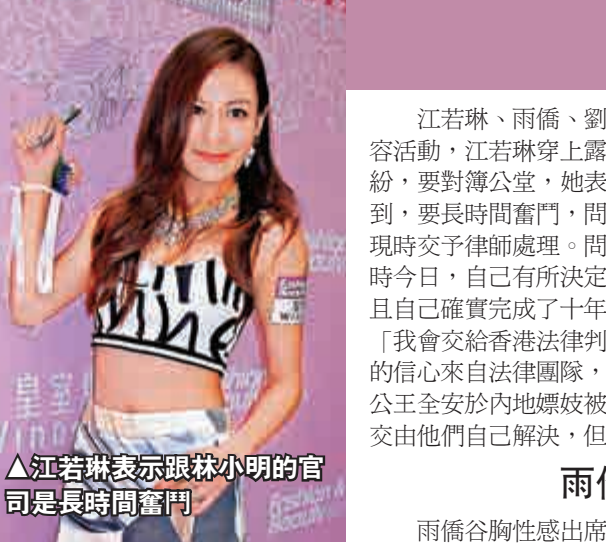 ▲江若琳表示跟林小明的官
司是長時間奮鬥
江若琳、雨僑、劉
容活動，江若琳穿上露
紛，要對簿公堂，她表
到，要長時間奮鬥，問
現時交予律師處理。問
時今日，自己有所決定
且自己確實完成了十年
「我會交給香港法律判
的信心來自法律團隊，
公王全安於內地嫖妓被
交由他們自己解決，但
雨僑谷胸性感出席